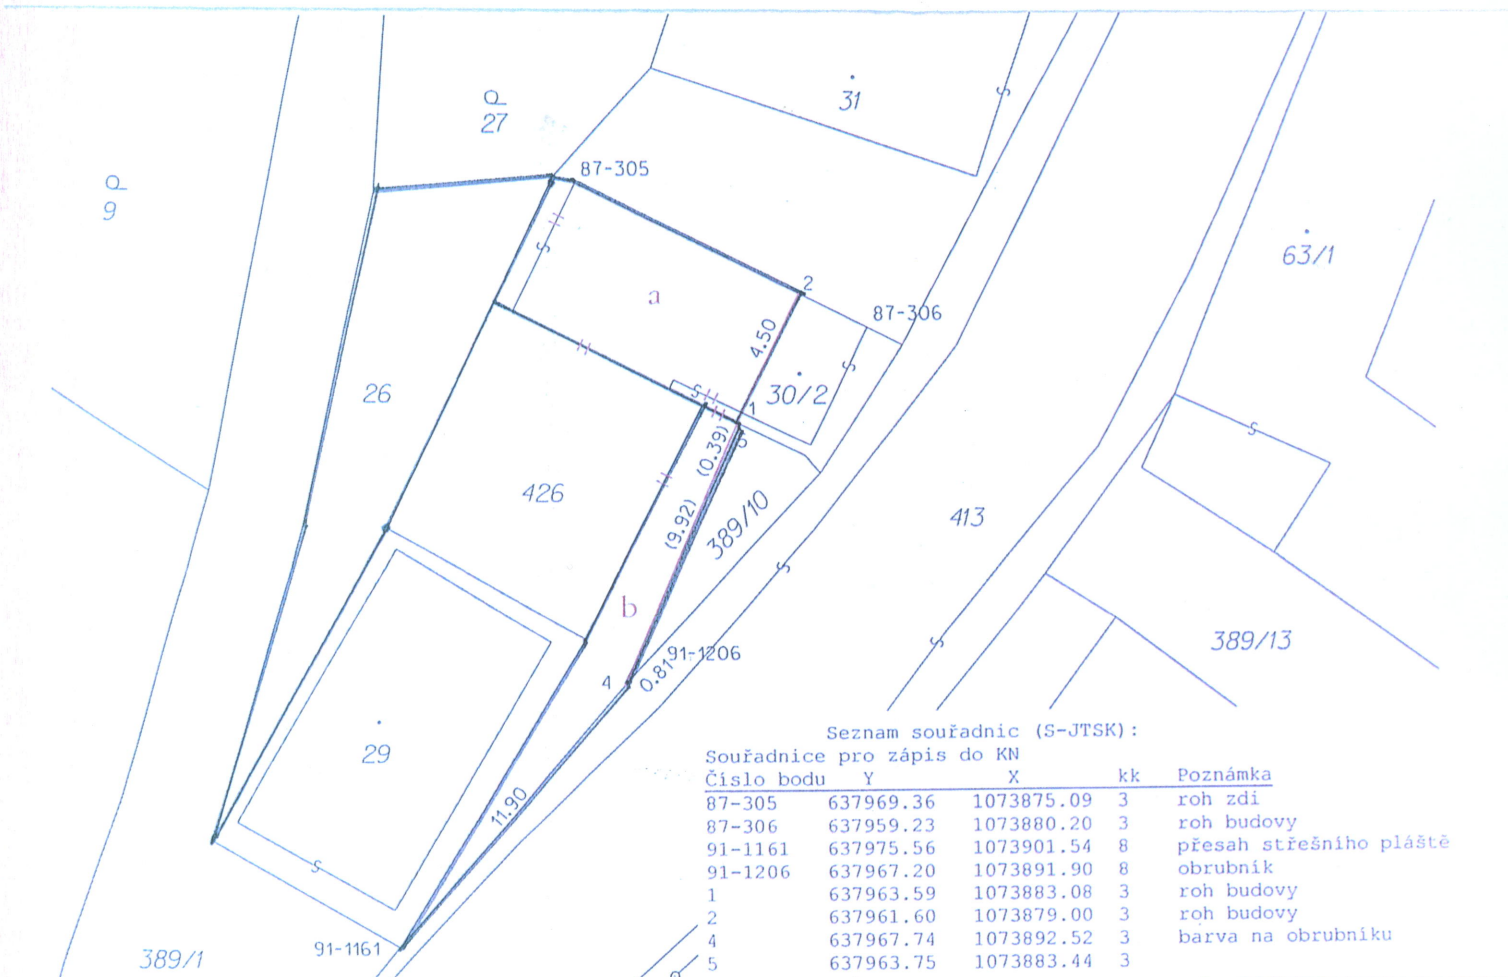 31
27
87-305
9
63/1
2
a
87-306
4.50
30/2
26
1
5
(0.39)
426
(9.92)
389/10
413
b
389/13
91-1206
4
0.81
29
11.90
91-1161
389/1
Seznam souřadnic (S-JTSK):
Souřadnice pro zápis do KN
Číslo bodu Y X kk Poznámka
87-305 637969.36 1073875.09 3 roh zdi
87-306 637959.23 1073880.20 3 roh budovy
91-1161 637975.56 1073901.54 8 přesah střešního pláště
91-1206 637967.20 1073891.90 8 obrubník
1 637963.59 1073883.08 3 roh budovy
2 637961.60 1073879.00 3 roh budovy
4 637967.74 1073892.52 3 barva na obrubníku
5 637963.75 1073883.44 3